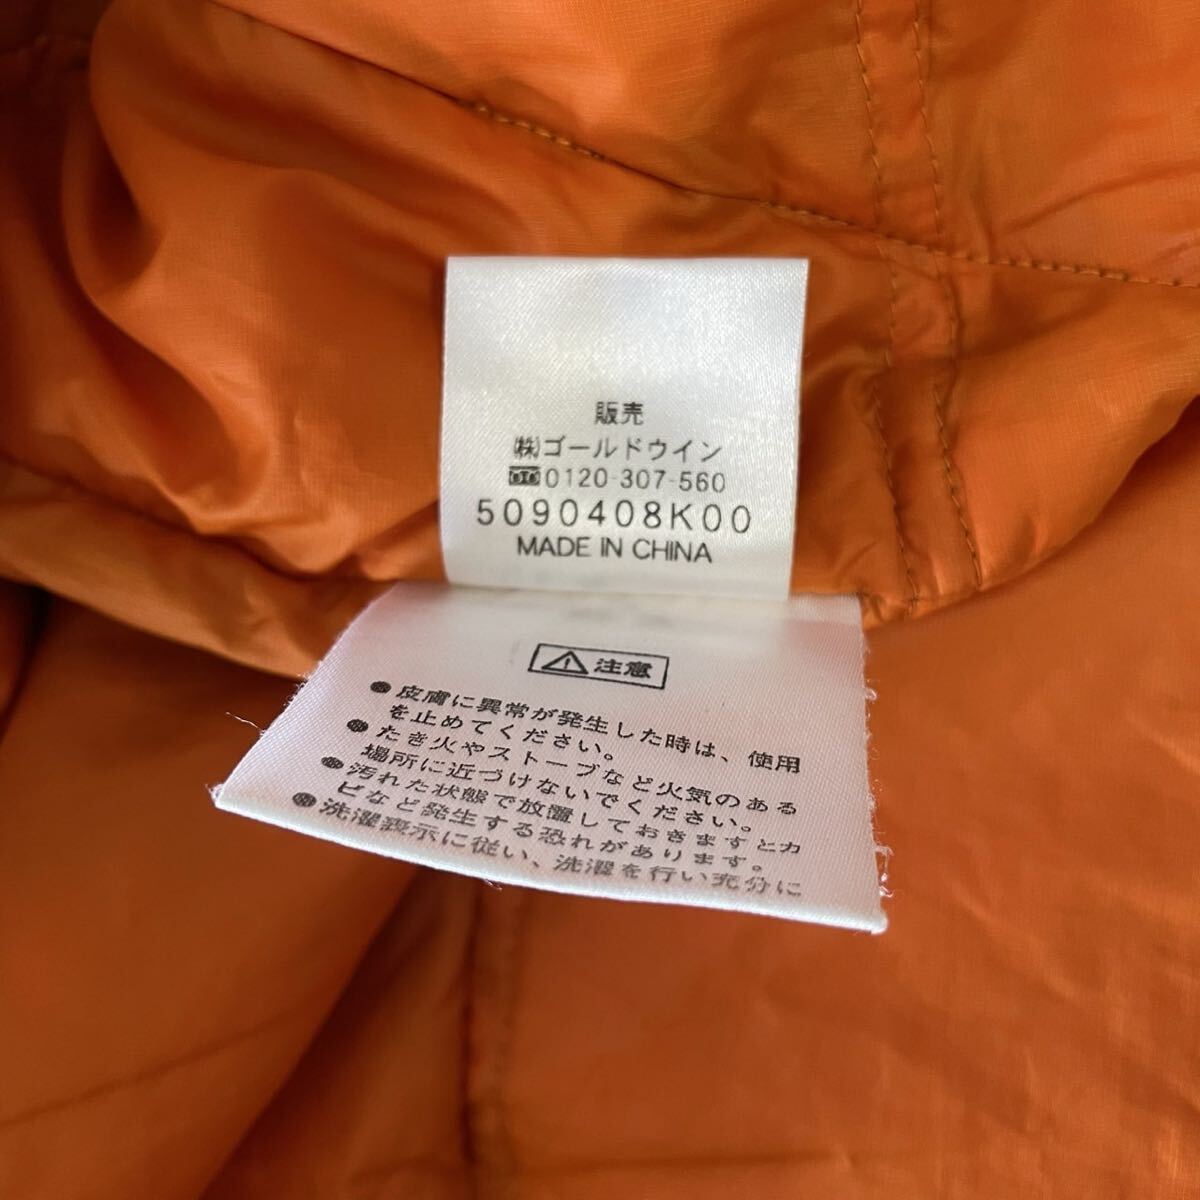 販売
㈱ゴールドウイン
0120-307-560
5090408K00
MADE IN CHINA
注意
●皮膚に異常が発生した時は、使用
を止めてください。
●たき火やストーブなど火気のある
場所に近づけないでください。
●汚れた状態で放置しておきますとカ
ビなど発生する恐れがあります。
●洗濯表示に従い、洗濯を行い充分に